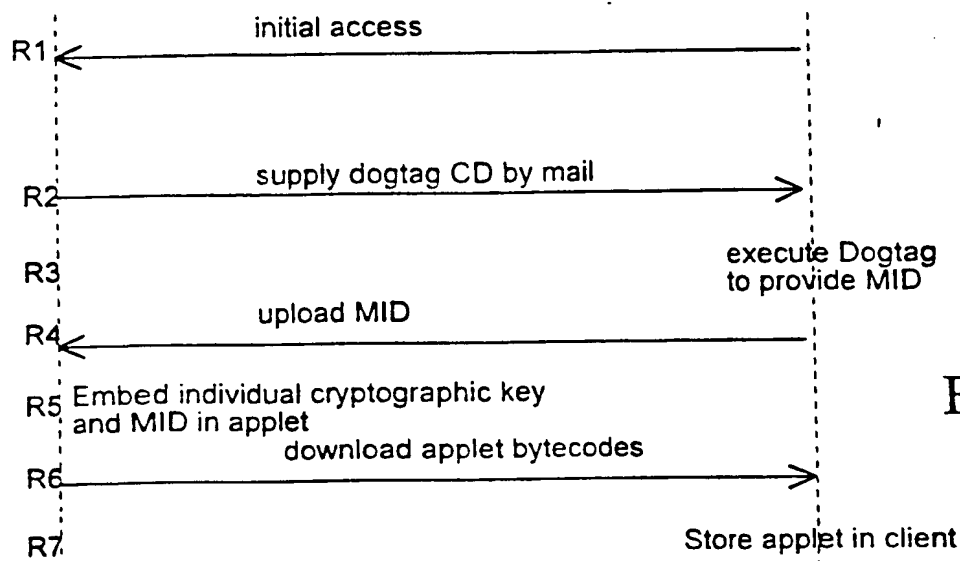 initial access
R1
supply dogtag CD by mail
R2
execute Dogtag
R3
to provide MID
upload MID
R4
Embed individual cryptographic key
R5
and MID in applet
F
download applet bytecodes
R6
Store applet in client
R7